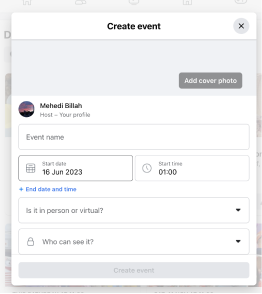 Create event
Add cover photo
Mehedi Billah
Host – Your profile
Event name
Start date
16 Jun 2023
Start time
01:00
+ End date and time
Is it in person or virtual?
Who can see it?
Create event